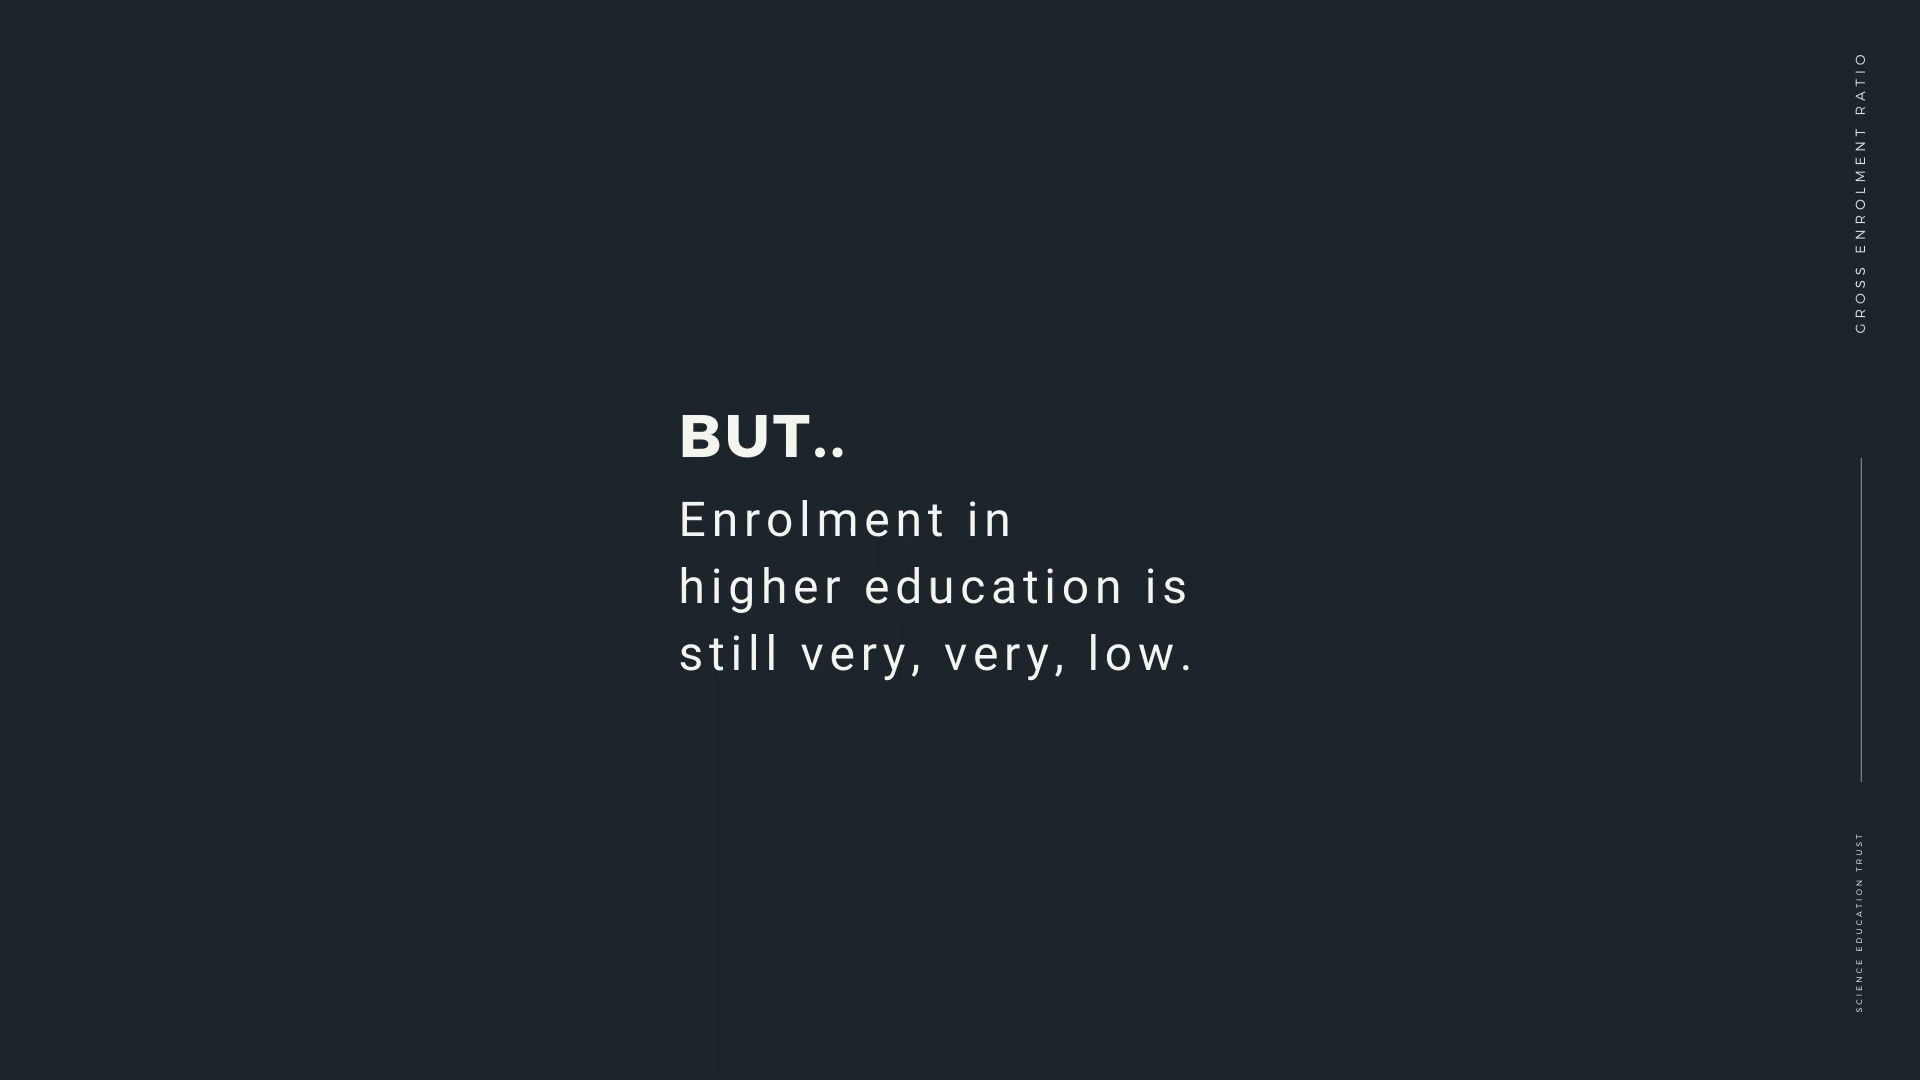 BUT..
Enrolment in
higher education is
still very, very, low.
GROSS ENROLMENT RATIO
SCIENCE EDUCATION TRUST